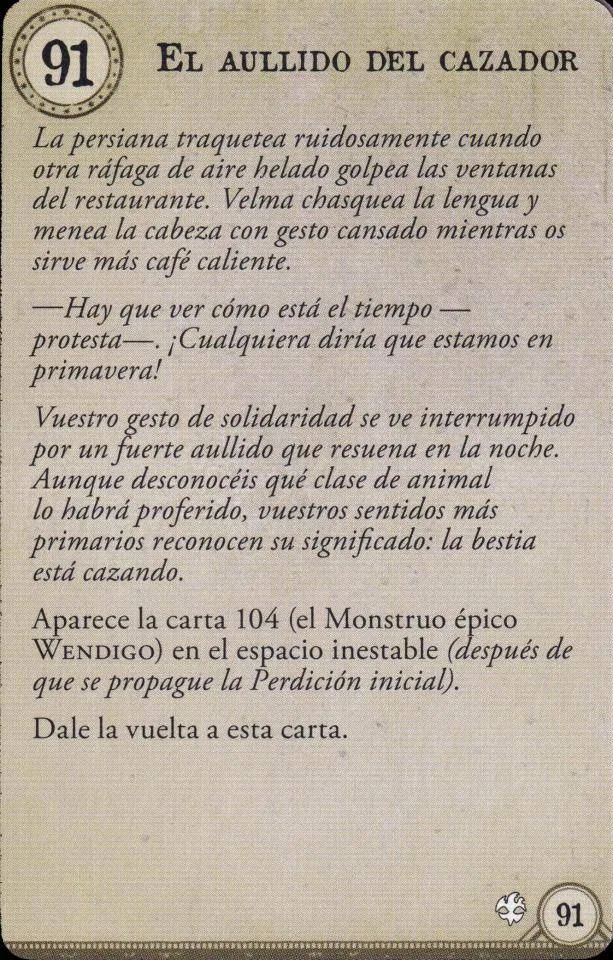 91
EL AULLIDO DEL CAZADOR
La persiana traquetea ruidosamente cuando
otra ráfaga de aire helado golpea las ventanas
del restaurante. Velma chasquea la lengua y
menea la cabeza con gesto cansado mientras os
sirve más café caliente.
—Hay que ver cómo está el tiempo —
protesta—. ¡Cualquiera diría que estamos en
primavera!
Vuestro gesto de solidaridad se ve interrumpido
por un fuerte aullido que resuena en la noche.
Aunque desconocéis qué clase de animal
lo habrá proferido, vuestros sentidos más
primarios reconocen su significado: la bestia
está cazando.
Aparece la carta 104 (el Monstruo épico
WENDIGO) en el espacio inestable (después de
que se propague la Perdición inicial).
Dale la vuelta a esta carta.
91